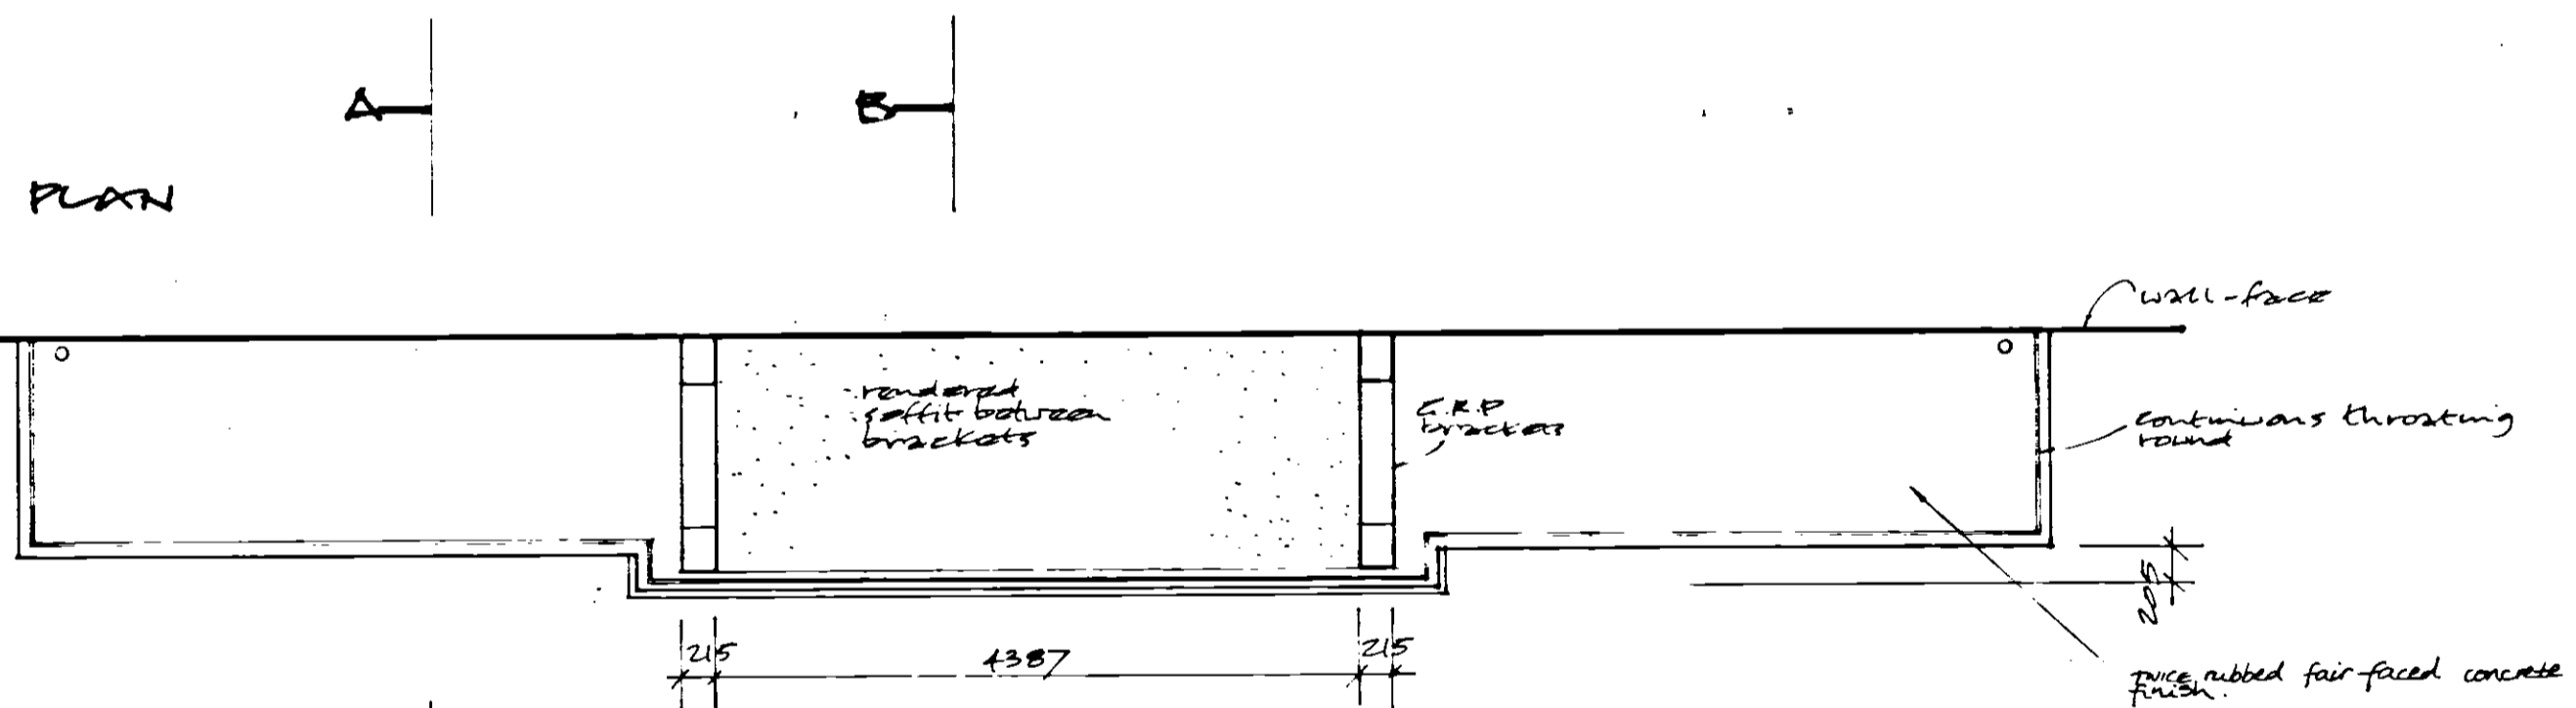 A
B
PLAN
wall-face
rendered
soffit between
brackets
G.R.P
brackets
continuous throating
round
205
215
4387
215
twice rubbed fair-faced concrete
finish.